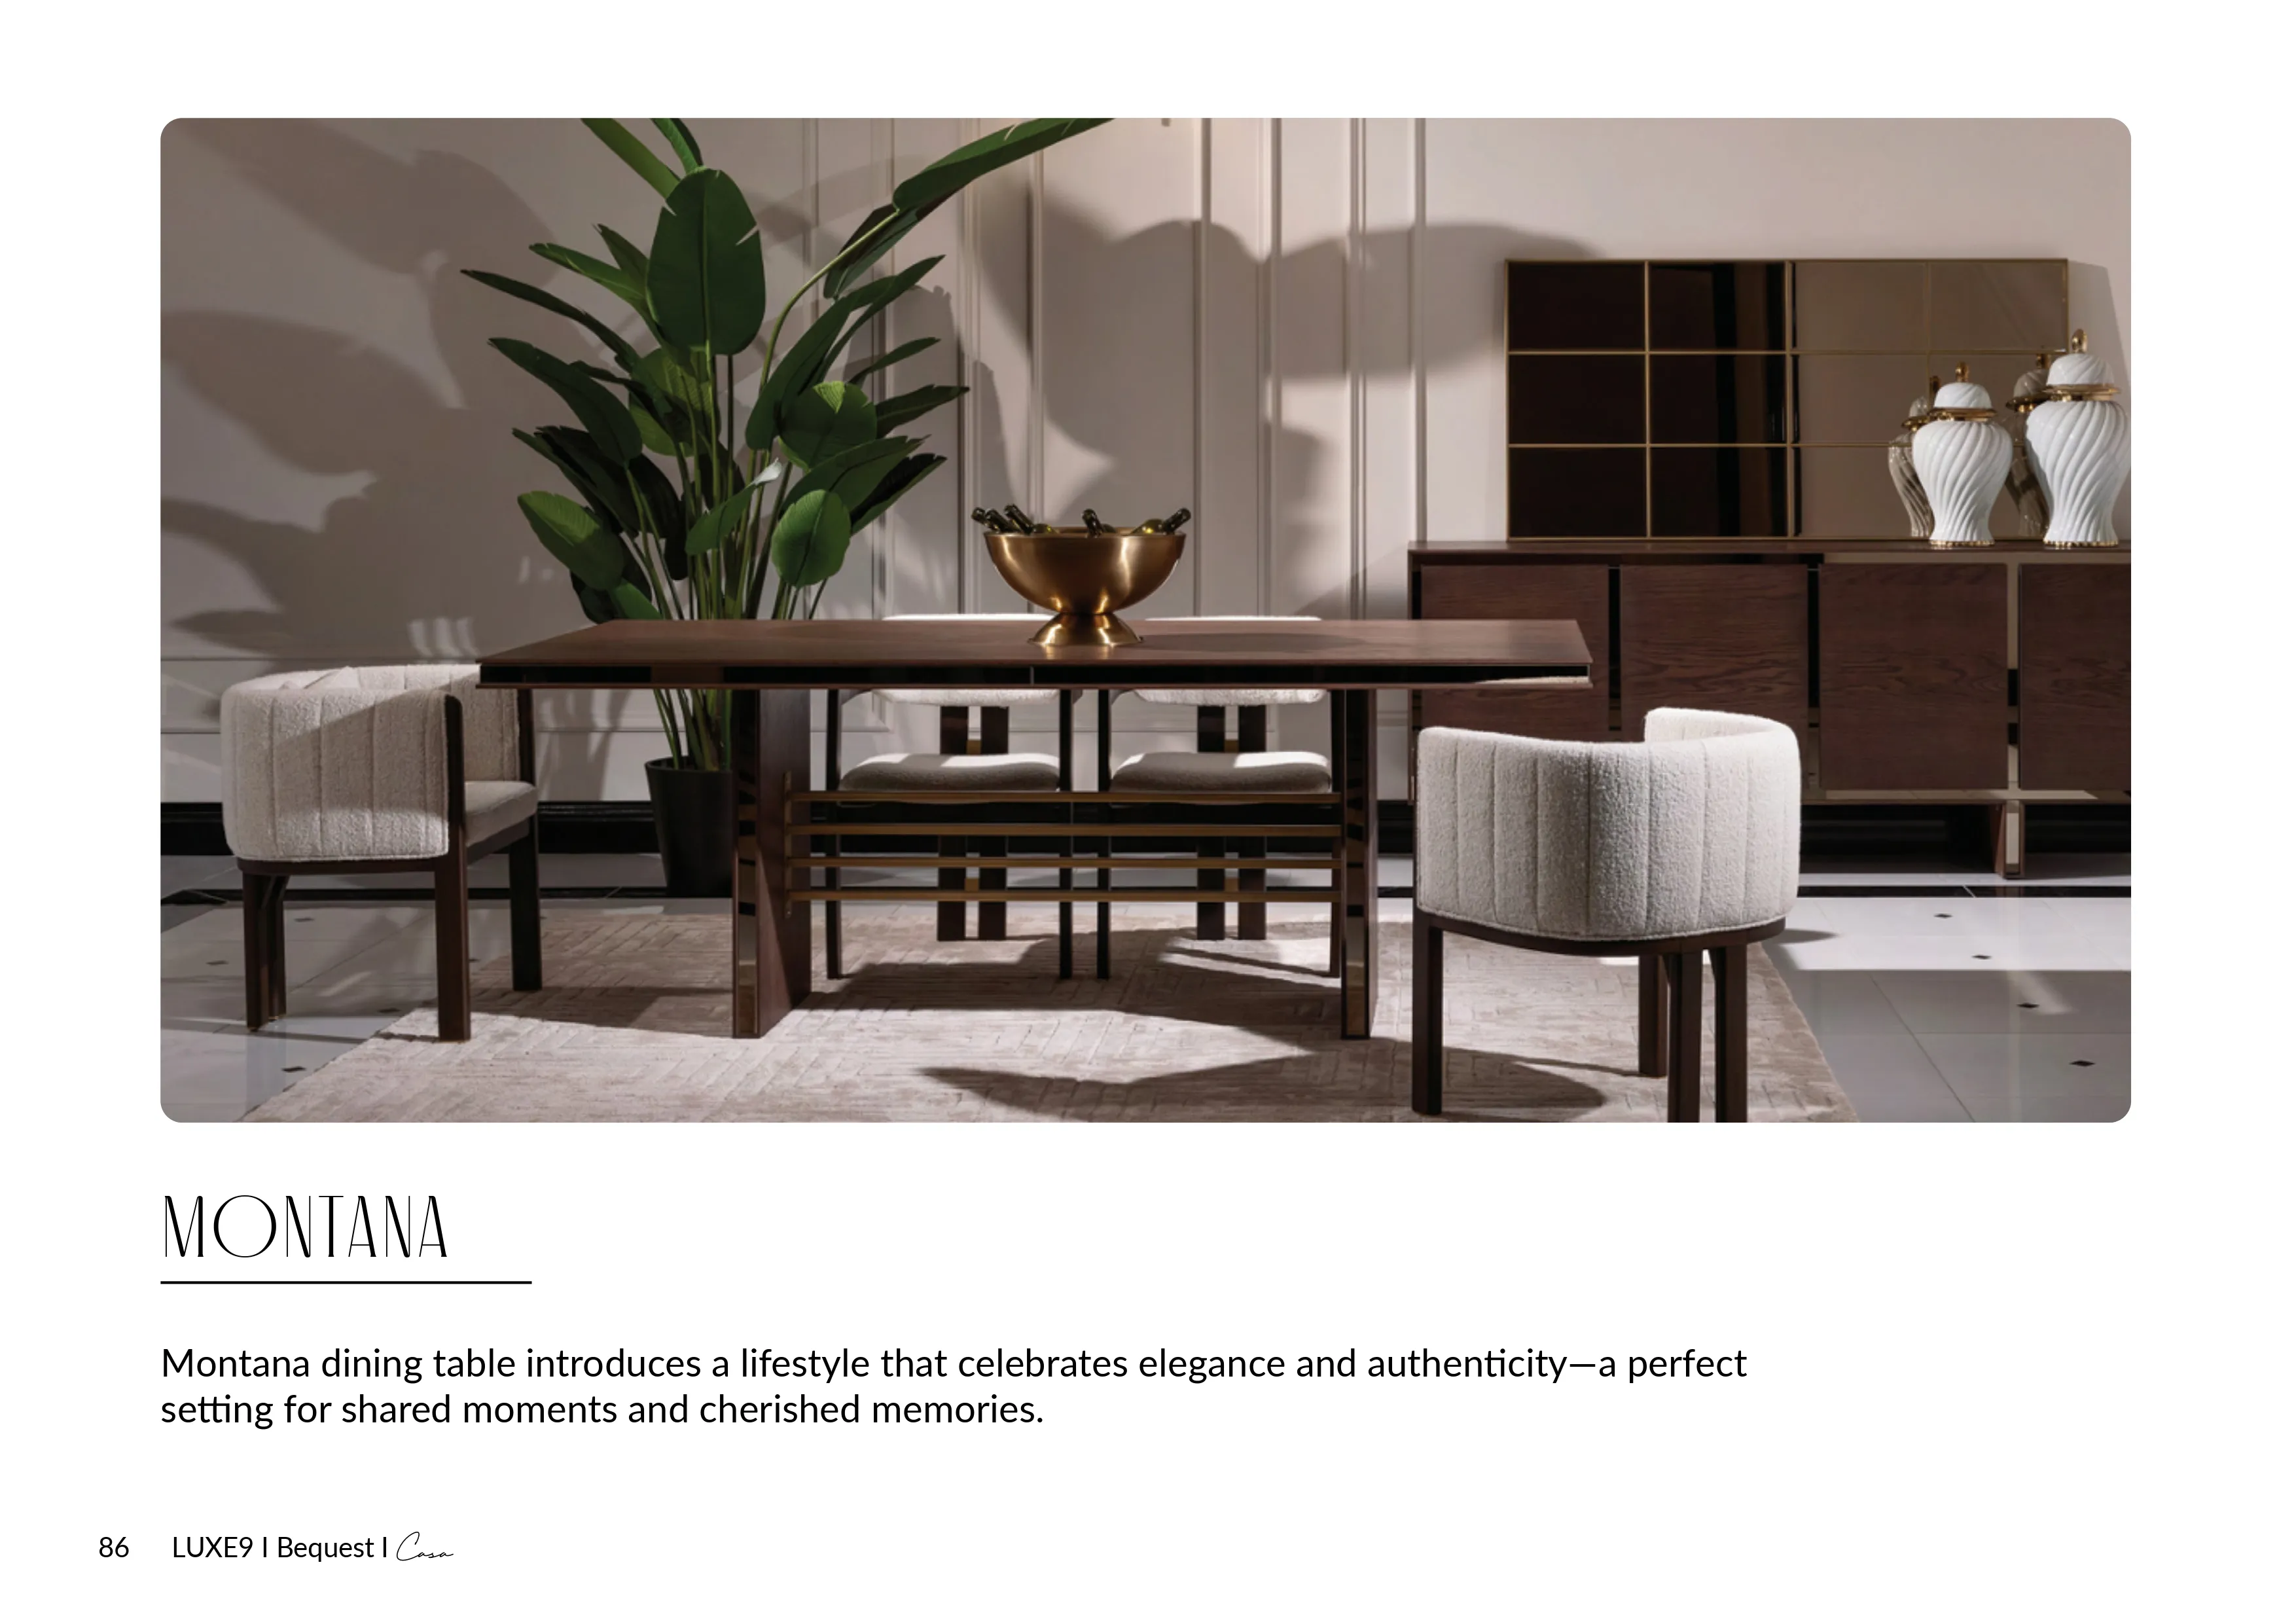 MONTANA
Montana dining table introduces a lifestyle that celebrates elegance and authenticity—a perfect
setting for shared moments and cherished memories.
86 LUXE9 I Bequest I Casa